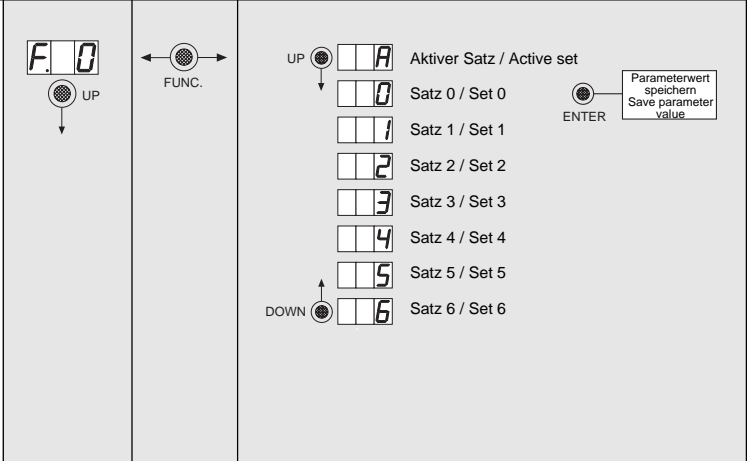 F. 0
UP
FUNC.
UP
A Aktiver Satz / Active set
0 Satz 0 / Set 0
1 Satz 1 / Set 1
2 Satz 2 / Set 2
3 Satz 3 / Set 3
4 Satz 4 / Set 4
5 Satz 5 / Set 5
DOWN
6 Satz 6 / Set 6
ENTER
Parameterwert
speichern
Save parameter
value